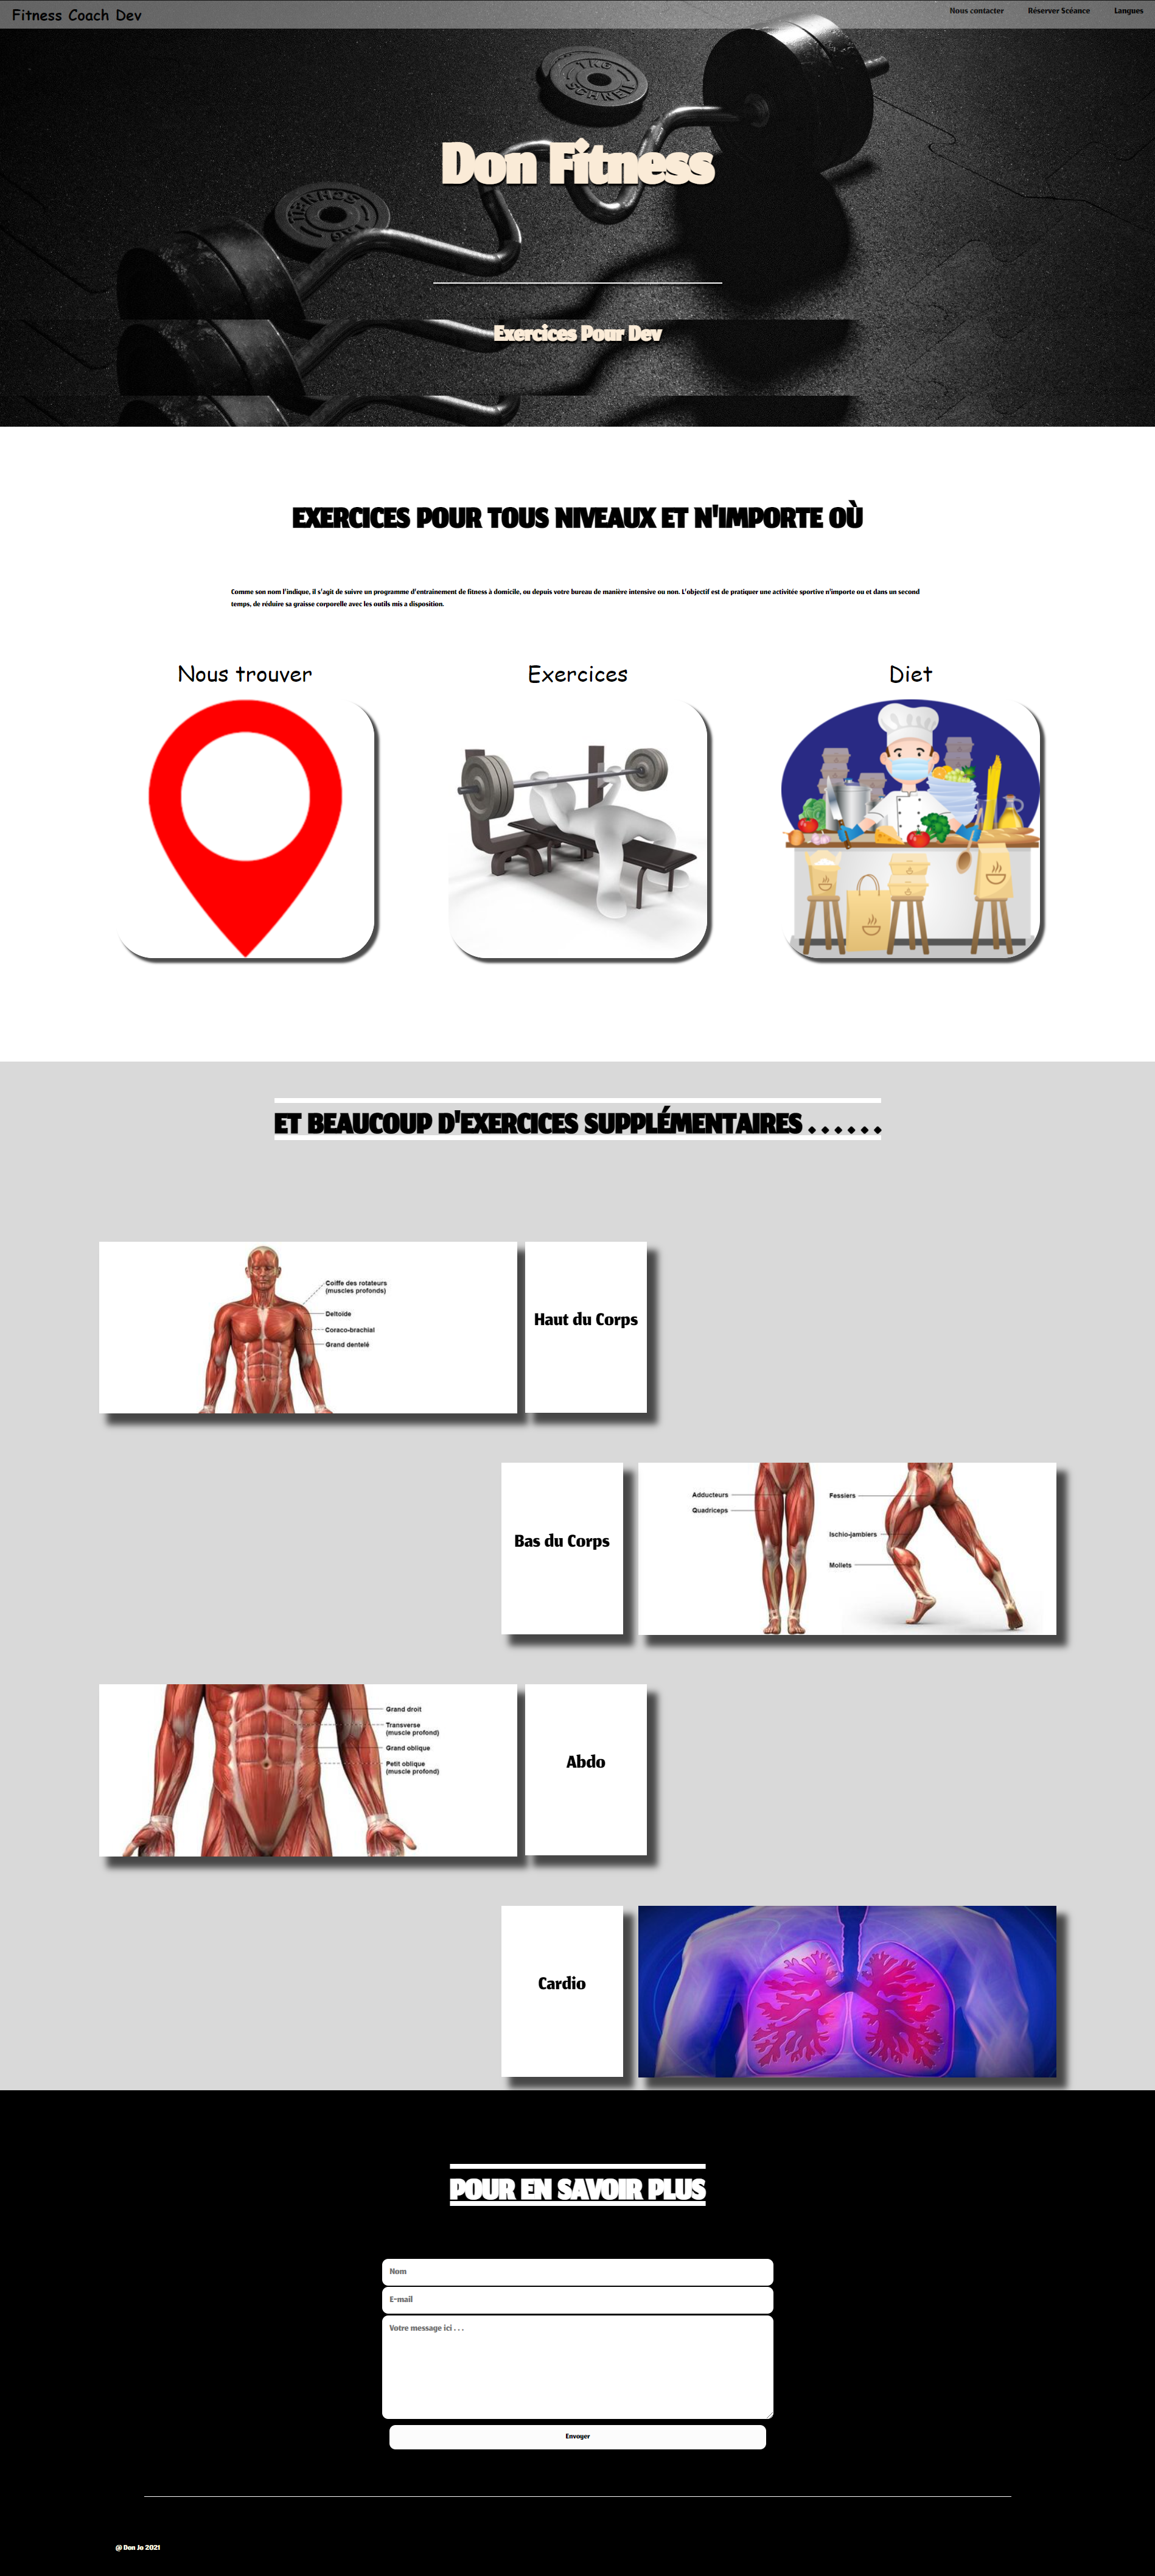 Fitness Coach Dev
Nous contacter
Réserver Scéance
Langues
Don Fitness
Exercices Pour Dev
EXERCICES POUR TOUS NIVEAUX ET N'IMPORTE OÙ
Comme son nom l'indique, il s'agit de suivre un programme d'entrainement de fitness à domicile, ou depuis votre bureau de manière intensive ou non. L'objectif est de pratiquer une activitée sportive n'importe ou et dans un second
temps, de réduire sa graisse corporelle avec les outils mis a disposition.
Nous trouver
Exercices
Diet
ET BEAUCOUP D'EXERCICES SUPPLÉMENTAIRES . . . . . .
Coiffe des rotateurs
(muscles profonds)
Deltoïde
Coraco-brachial
Grand dentelé
Haut du Corps
Bas du Corps
Adducteurs
Quadriceps
Fessiers
Ischio-jambiers
Mollets
Grand droit
Transverse
(muscle profond)
Grand oblique
Petit oblique
(muscle profond)
Abdo
Cardio
POUR EN SAVOIR PLUS
Nom
E-mail
Votre message ici . . .
Envoyer
@ Don Jo 2021